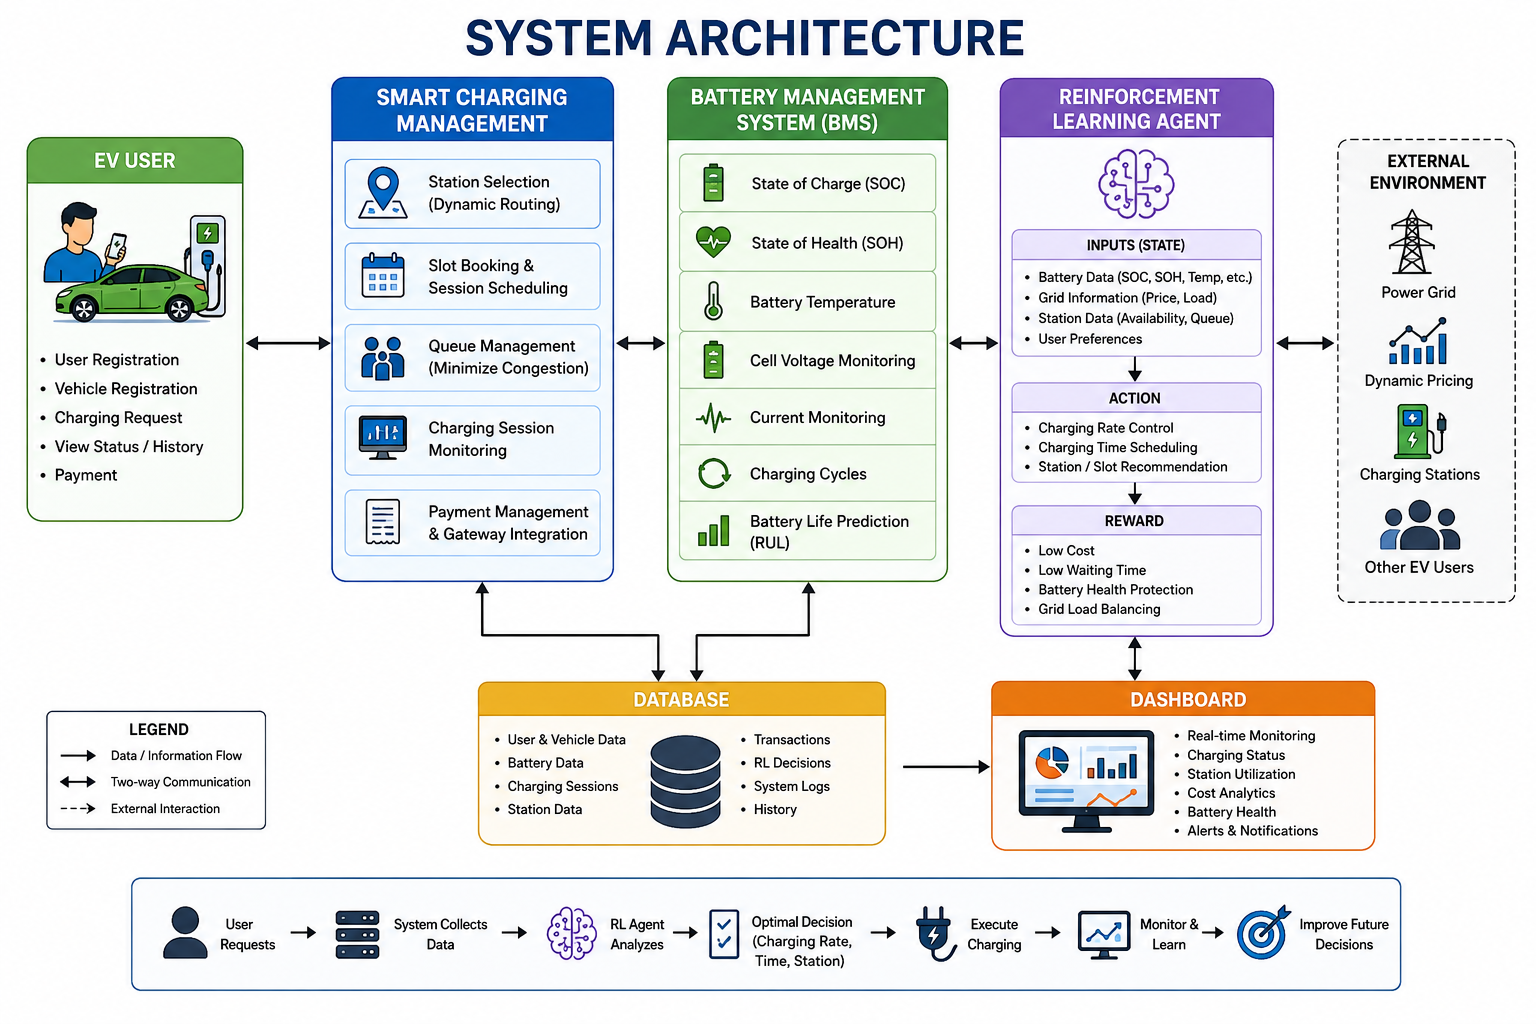 SYSTEM ARCHITECTURE
EV USER
• User Registration
• Vehicle Registration
• Charging Request
• View Status / History
• Payment
SMART CHARGING
MANAGEMENT
Station Selection
(Dynamic Routing)
Slot Booking &
Session Scheduling
Queue Management
(Minimize Congestion)
Charging Session
Monitoring
Payment Management
& Gateway Integration
BATTERY MANAGEMENT
SYSTEM (BMS)
State of Charge (SOC)
State of Health (SOH)
Battery Temperature
Cell Voltage Monitoring
Current Monitoring
Charging Cycles
Battery Life Prediction
(RUL)
REINFORCEMENT
LEARNING AGENT
INPUTS (STATE)
• Battery Data (SOC, SOH, Temp, etc.)
• Grid Information (Price, Load)
• Station Data (Availability, Queue)
• User Preferences
ACTION
• Charging Rate Control
• Charging Time Scheduling
• Station / Slot Recommendation
REWARD
• Low Cost
• Low Waiting Time
• Battery Health Protection
• Grid Load Balancing
EXTERNAL
ENVIRONMENT
Power Grid
Dynamic Pricing
Charging Stations
Other EV Users
LEGEND
Data / Information Flow
Two-way Communication
External Interaction
DATABASE
• User & Vehicle Data
• Battery Data
• Charging Sessions
• Station Data
• Transactions
• RL Decisions
• System Logs
• History
DASHBOARD
• Real-time Monitoring
• Charging Status
• Station Utilization
• Cost Analytics
• Battery Health
• Alerts & Notifications
User
Requests
System Collects
Data
RL Agent
Analyzes
Optimal Decision
(Charging Rate,
Time, Station)
Execute
Charging
Monitor &
Learn
Improve Future
Decisions